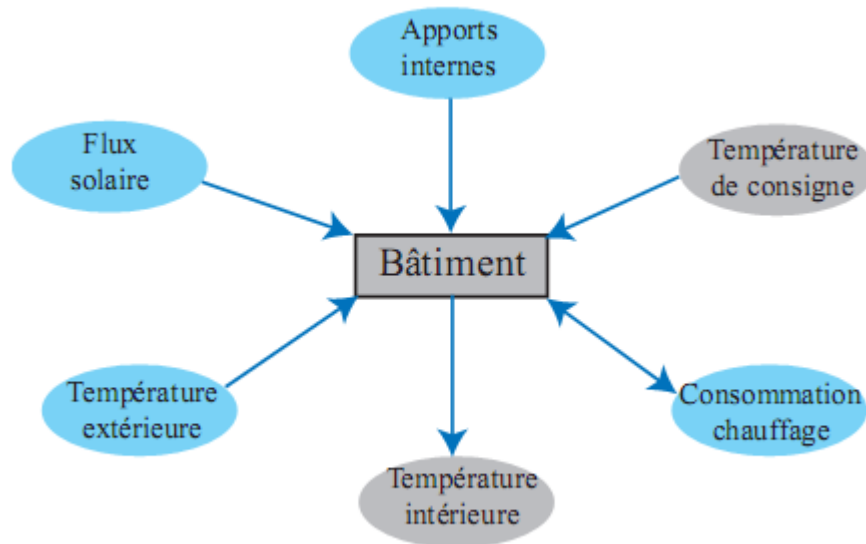 Apports
internes
Flux
solaire
Température
de consigne
Bâtiment
Température
extérieure
Consommation
chauffage
Température
intérieure